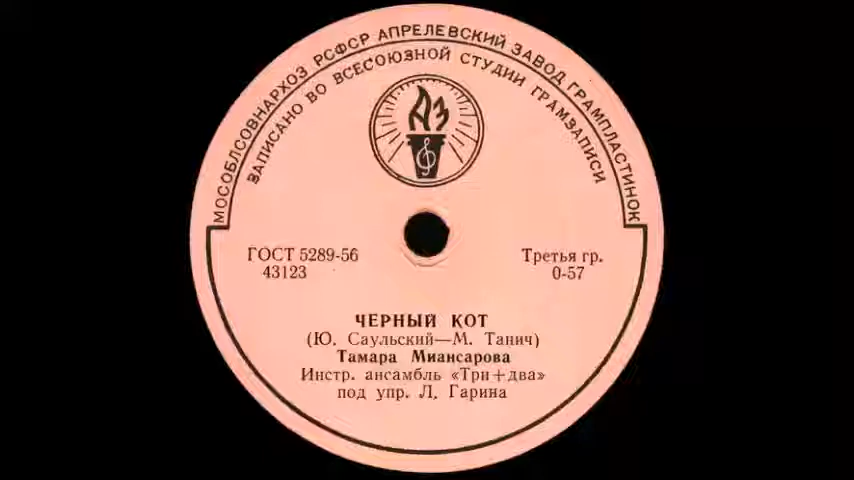 МОСОБЛСОВНАРХОЗ РСФСР АПРЕЛЕВСКИЙ ЗАВОД ГРАМПЛАСТИНОК
ЗАПИСАНО ВО ВСЕСОЮЗНОЙ СТУДИИ ГРАМЗАПИСИ
АЗ
ГОСТ 5289-56
43123
Третья гр.
0-57
ЧЕРНЫЙ КОТ
(Ю. Саульский—М. Танич)
Тамара Миансарова
Инстр. ансамбль «Три+два»
под упр. Л. Гарина